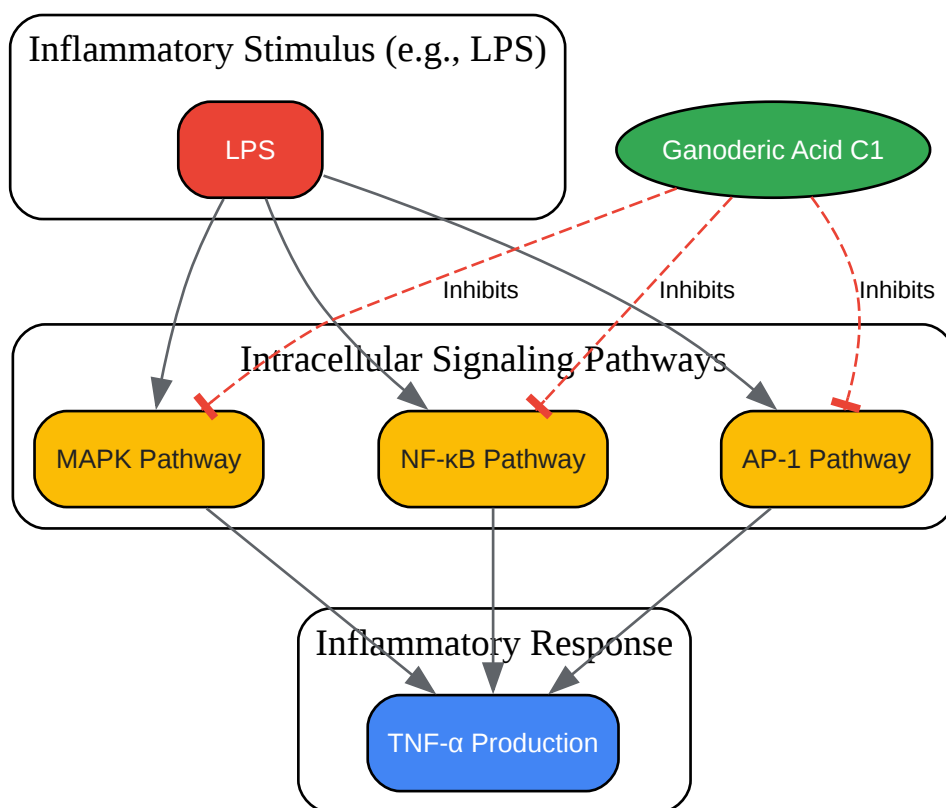 Inflammatory Stimulus (e.g., LPS)
LPS
Ganoderic Acid C1
Inhibits
Inhibits
Inhibits
Intracellular Signaling Pathways
MAPK Pathway
NF-κB Pathway
AP-1 Pathway
Inflammatory Response
TNF-α Production